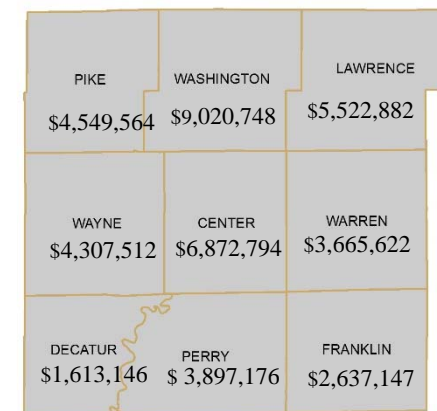 PIKE
$4,549,564
WASHINGTON
$9,020,748
LAWRENCE
$5,522,882
WAYNE
$4,307,512
CENTER
$6,872,794
WARREN
$3,665,622
DECATUR
$1,613,146
PERRY
$ 3,897,176
FRANKLIN
$2,637,147